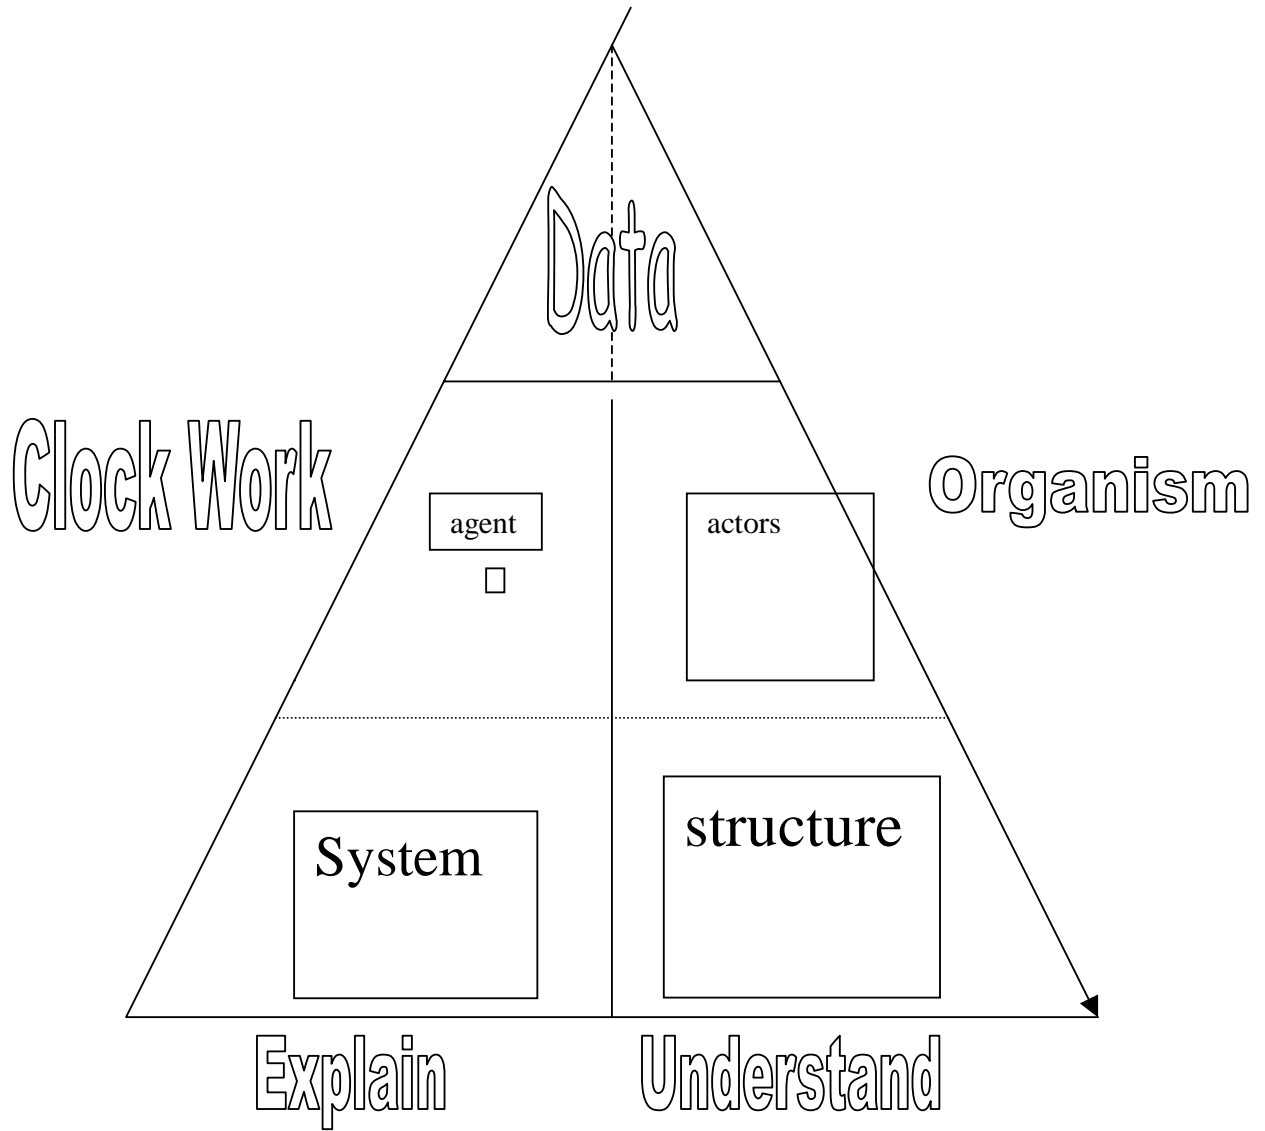 Data
Clock Work
Organism
agent
actors
System
structure
Explain
Understand